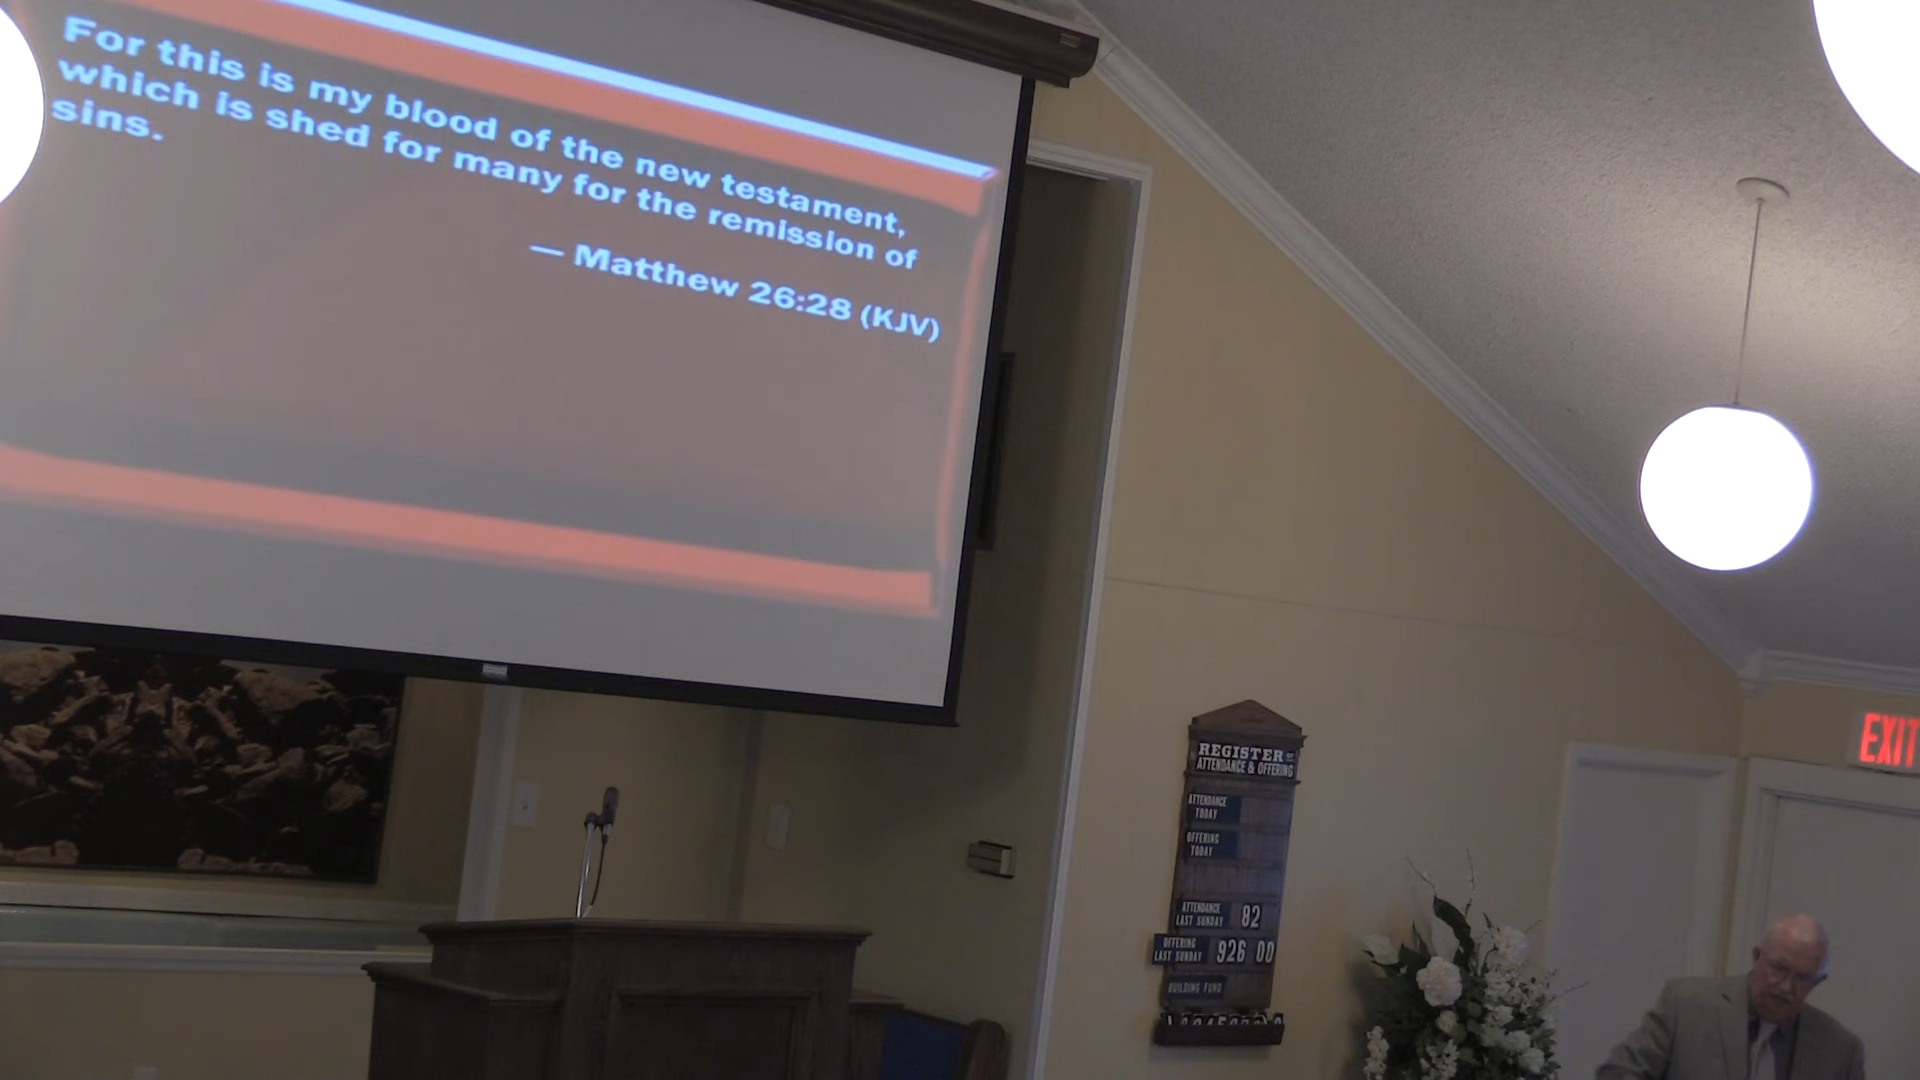 For this is my blood of the new testament,
which is shed for many for the remission of
sins.
— Matthew 26:28 (KJV)
REGISTER OF
ATTENDANCE & OFFERING
ATTENDANCE
TODAY
OFFERING
TODAY
ATTENDANCE
LAST SUNDAY 82
OFFERING
LAST SUNDAY 926 00
BUILDING FUND
EXIT